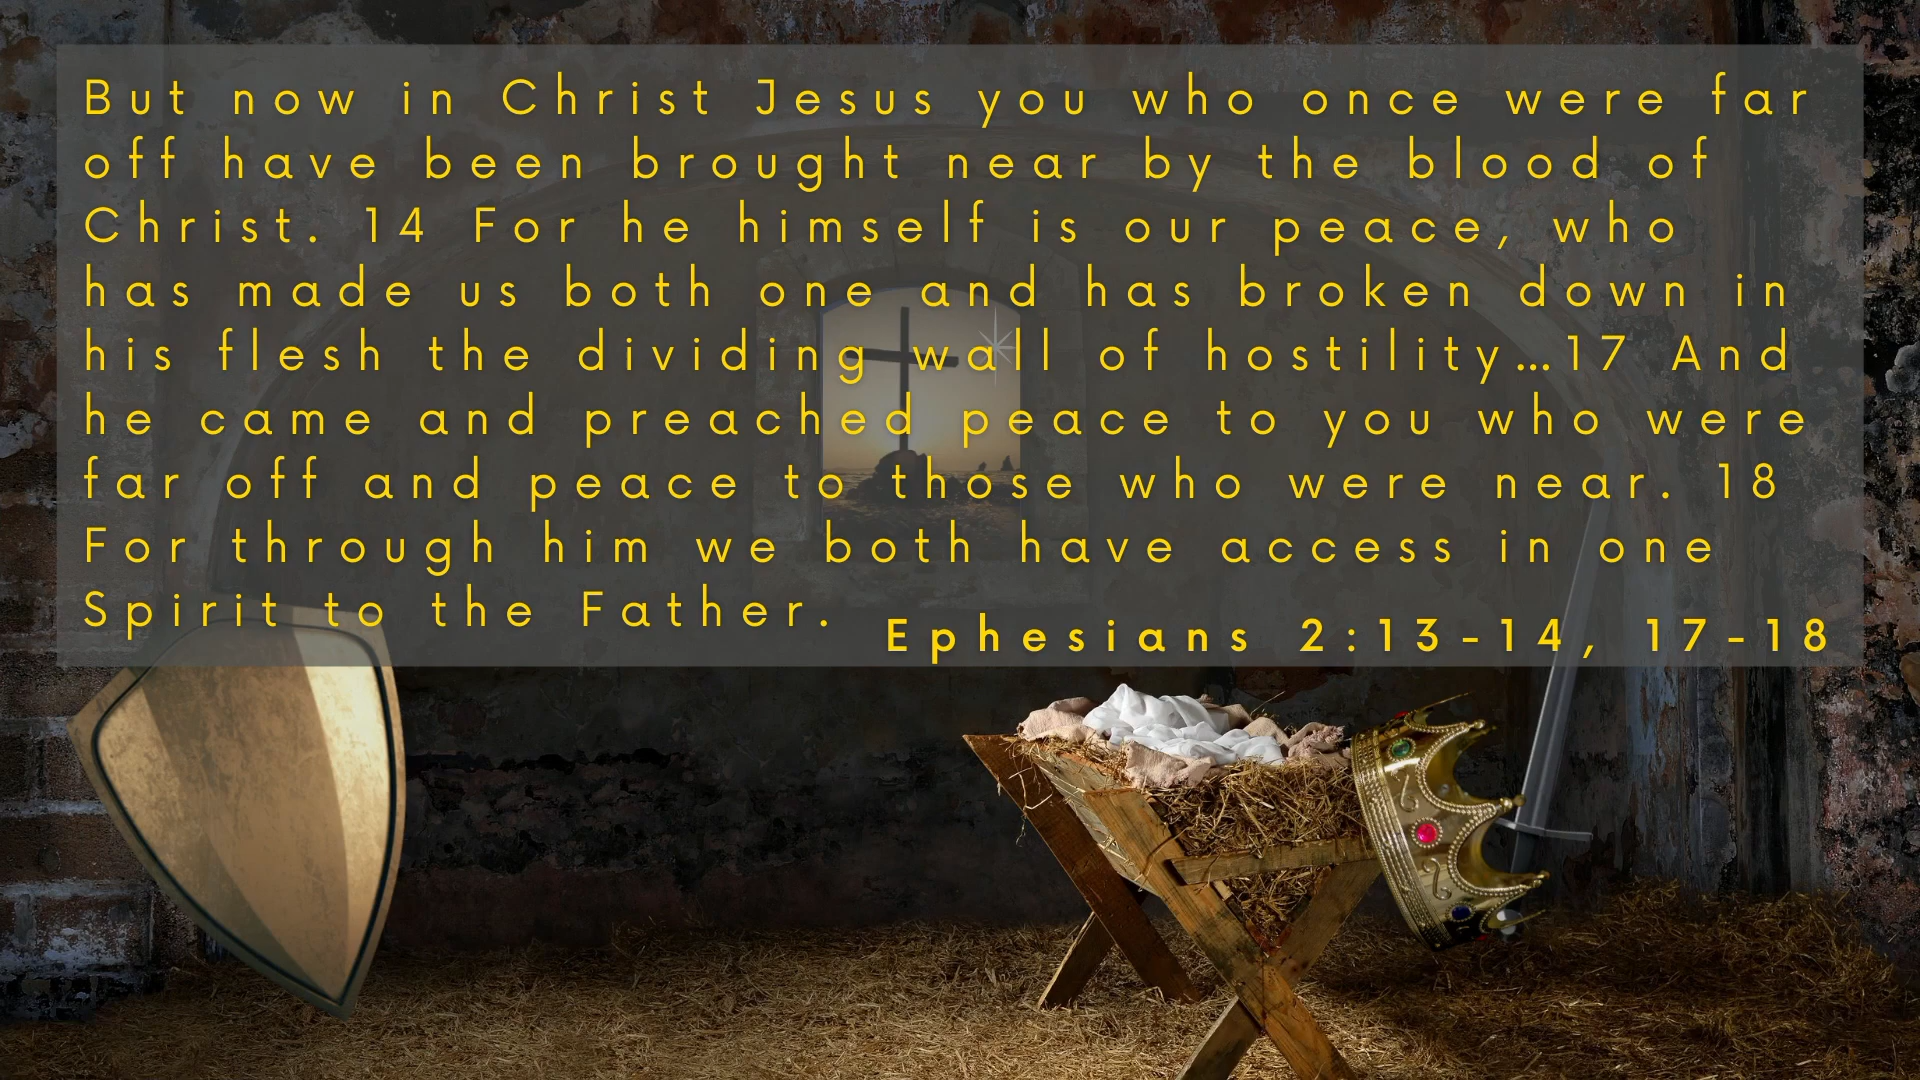 But now in Christ Jesus you who once were far
off have been brought near by the blood of
Christ. 14 For he himself is our peace, who
has made us both one and has broken down in
his flesh the dividing wall of hostility…17 And
he came and preached peace to you who were
far off and peace to those who were near. 18
For through him we both have access in one
Spirit to the Father.
Ephesians 2:13-14, 17-18